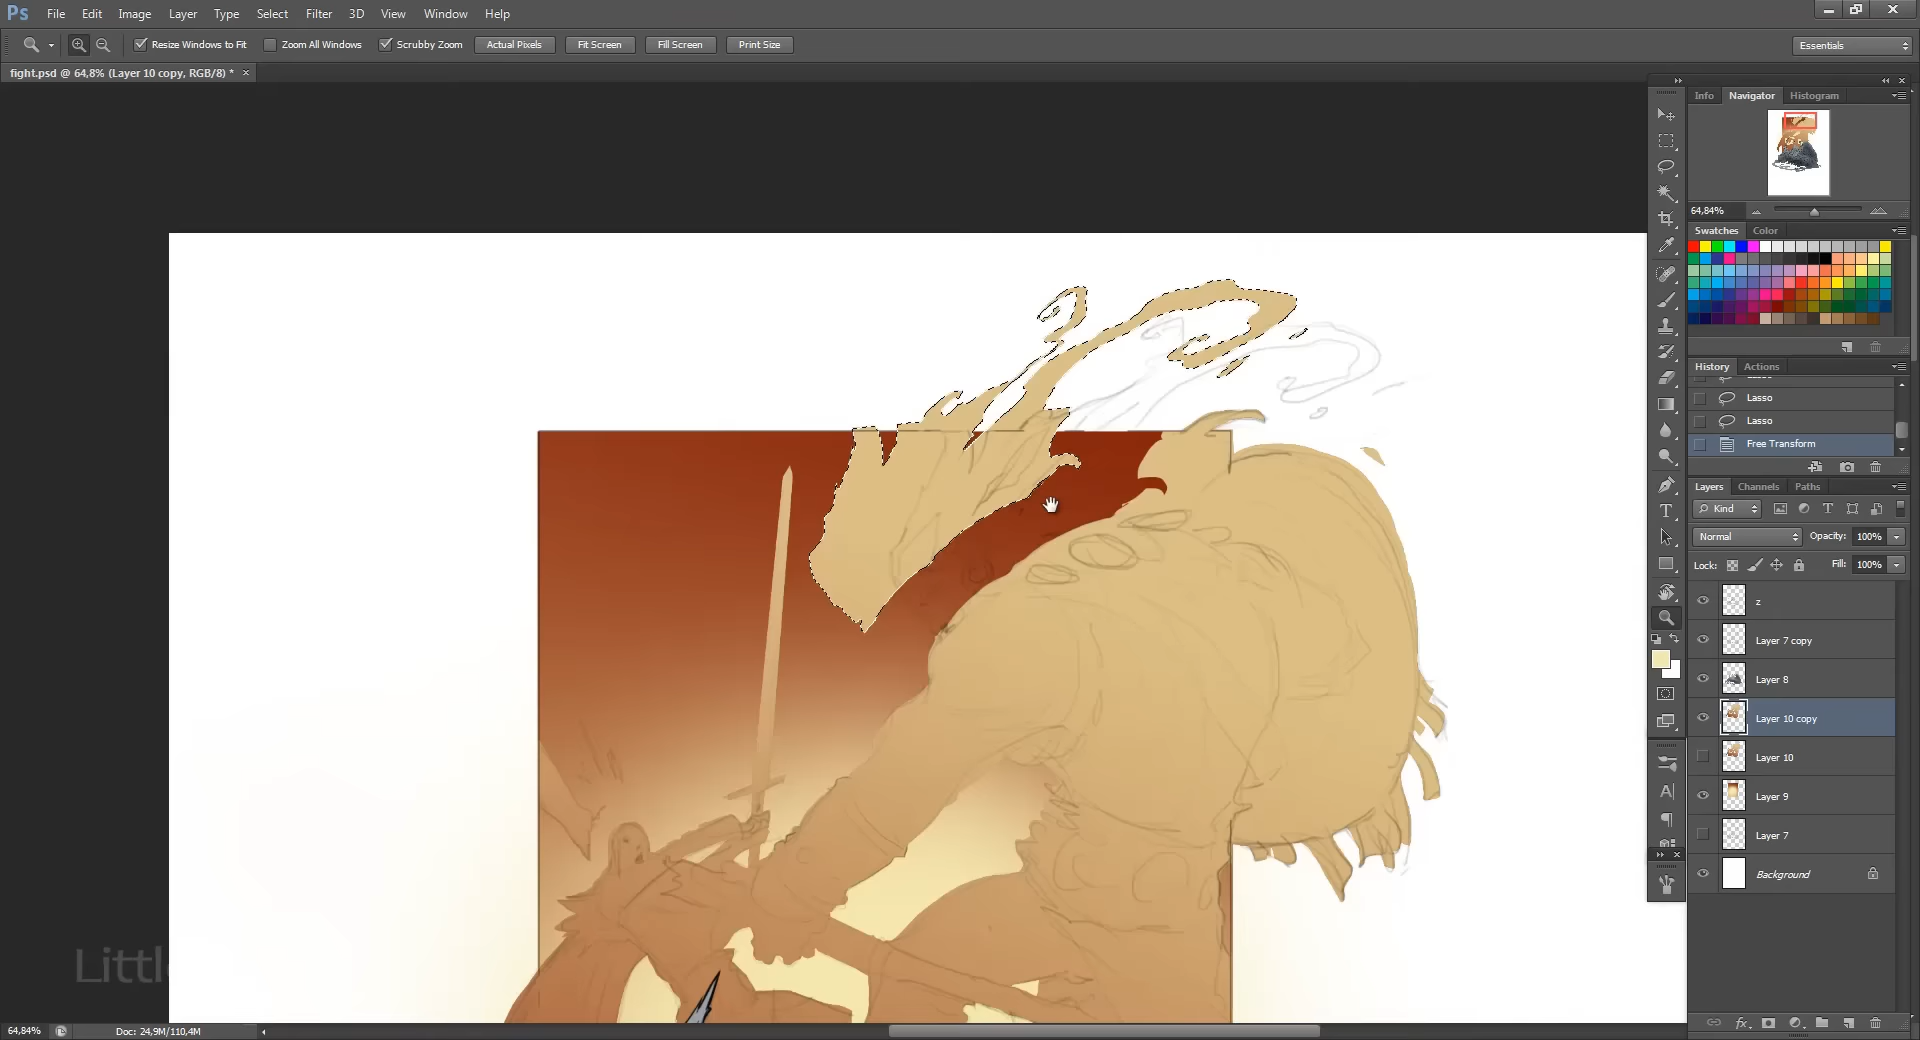 Ps File Edit Image Layer Type Select Filter 3D View Window Help
Resize Windows to Fit Zoom All Windows Scrubby Zoom Actual Pixels Fit Screen Fill Screen Print Size Essentials
fight.psd @ 64,8% (Layer 10 copy, RGB/8) *
Info Navigator Histogram
64,84%
Swatches Color
History Actions
Lasso
Lasso
Free Transform
Layers Channels Paths
Kind
Normal Opacity: 100%
Lock: Fill: 100%
z
Layer 7 copy
Layer 8
Layer 10 copy
Layer 10
Layer 9
Layer 7
Background
Little
64,84% Doc: 24,9M/110,4M